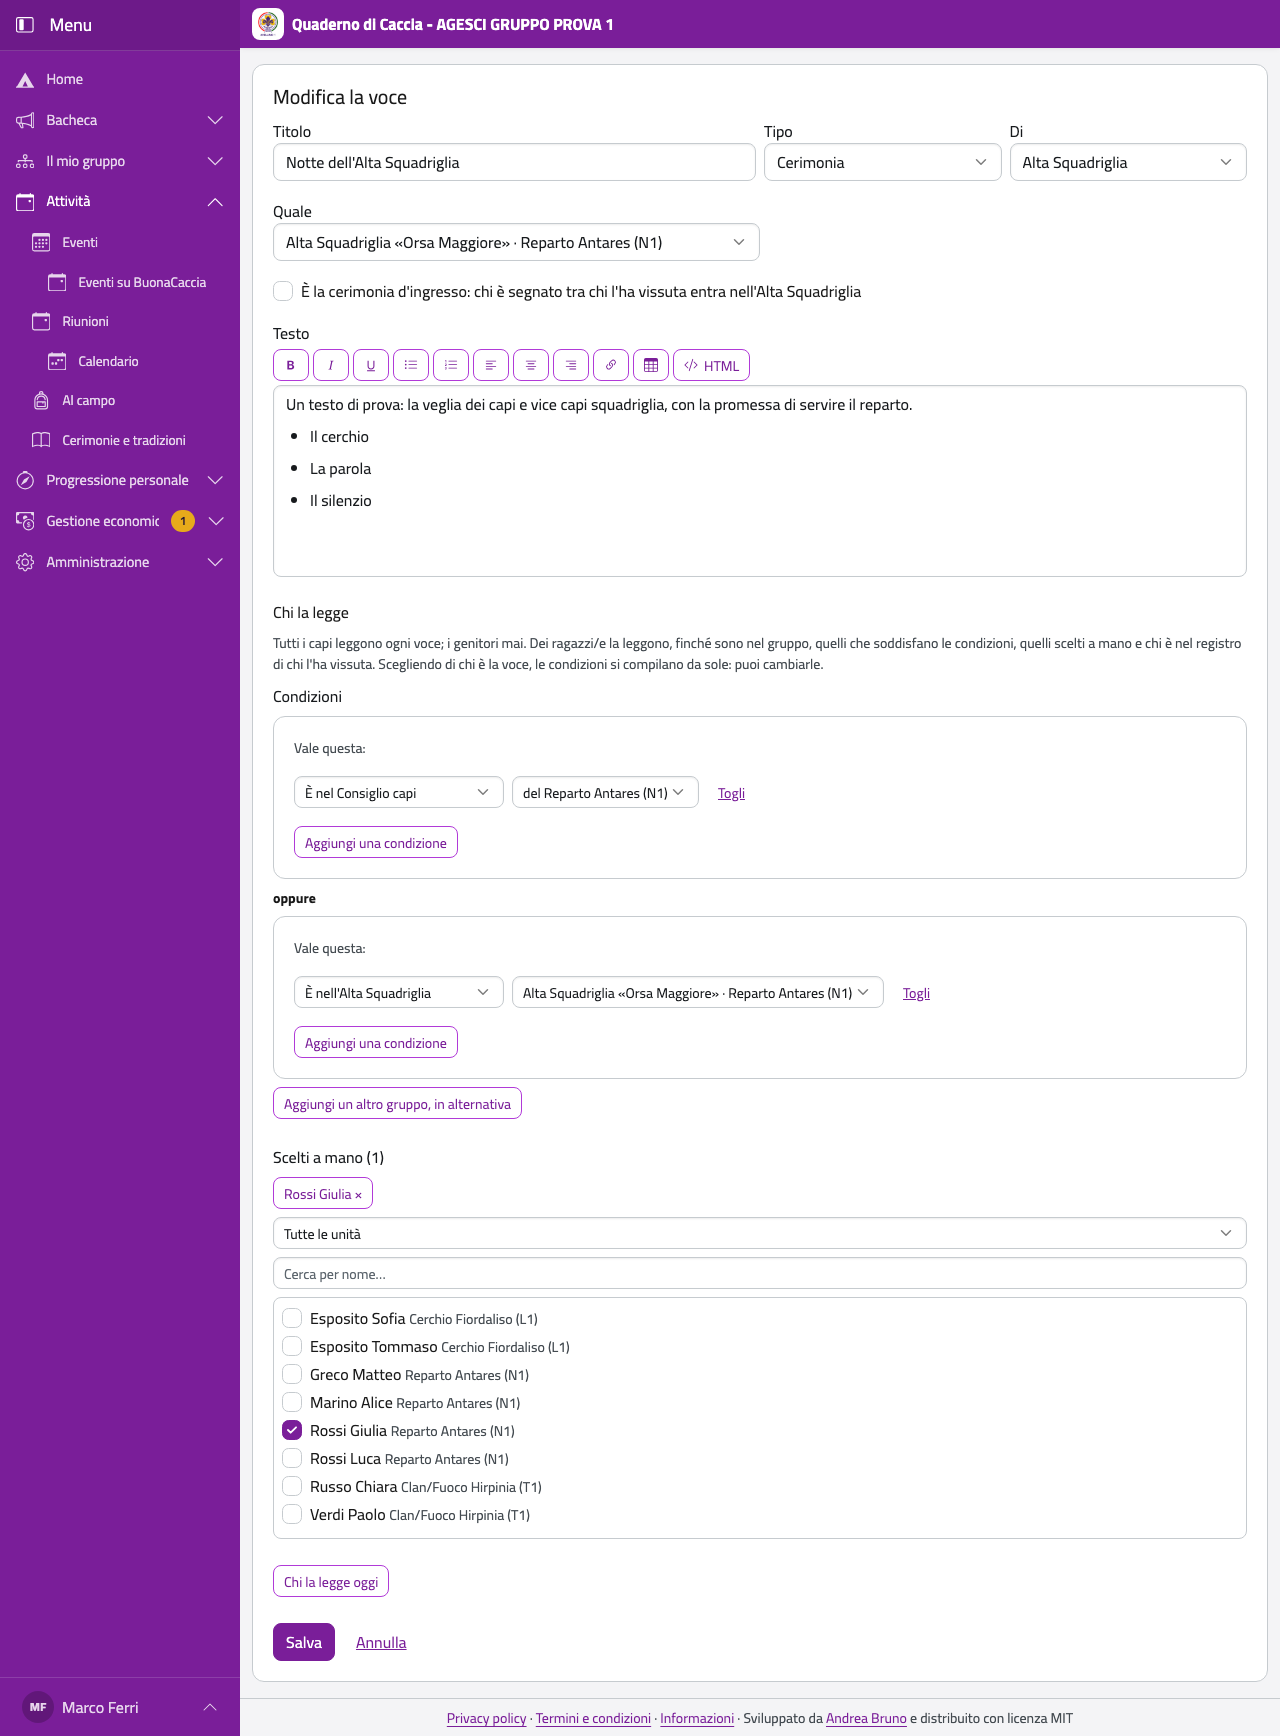 Menu
Quaderno di Caccia - AGESCI GRUPPO PROVA 1
Home
Bacheca
Il mio gruppo
Attività
Eventi
Eventi su BuonaCaccia
Riunioni
Calendario
Al campo
Cerimonie e tradizioni
Progressione personale
Gestione economic
1
Amministrazione
MF Marco Ferri
Modifica la voce
Titolo
Notte dell'Alta Squadriglia
Tipo
Cerimonia
Di
Alta Squadriglia
Quale
Alta Squadriglia «Orsa Maggiore» · Reparto Antares (N1)
È la cerimonia d'ingresso: chi è segnato tra chi l'ha vissuta entra nell'Alta Squadriglia
Testo
B I U </> HTML
Un testo di prova: la veglia dei capi e vice capi squadriglia, con la promessa di servire il reparto.
• Il cerchio
• La parola
• Il silenzio
Chi la legge
Tutti i capi leggono ogni voce; i genitori mai. Dei ragazzi/e la leggono, finché sono nel gruppo, quelli che soddisfano le condizioni, quelli scelti a mano e chi è nel registro
di chi l'ha vissuta. Scegliendo di chi è la voce, le condizioni si compilano da sole: puoi cambiarle.
Condizioni
Vale questa:
È nel Consiglio capi
del Reparto Antares (N1)
Togli
Aggiungi una condizione
oppure
Vale questa:
È nell'Alta Squadriglia
Alta Squadriglia «Orsa Maggiore» · Reparto Antares (N1)
Togli
Aggiungi una condizione
Aggiungi un altro gruppo, in alternativa
Scelti a mano (1)
Rossi Giulia ×
Tutte le unità
Cerca per nome...
Esposito Sofia Cerchio Fiordaliso (L1)
Esposito Tommaso Cerchio Fiordaliso (L1)
Greco Matteo Reparto Antares (N1)
Marino Alice Reparto Antares (N1)
Rossi Giulia Reparto Antares (N1)
Rossi Luca Reparto Antares (N1)
Russo Chiara Clan/Fuoco Hirpinia (T1)
Verdi Paolo Clan/Fuoco Hirpinia (T1)
Chi la legge oggi
Salva
Annulla
Privacy policy · Termini e condizioni · Informazioni · Sviluppato da Andrea Bruno e distribuito con licenza MIT